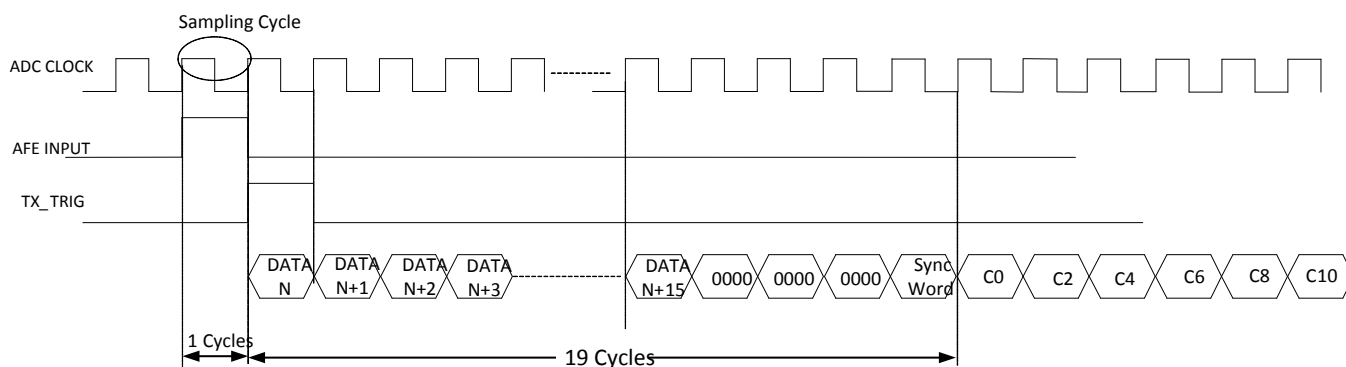 Sampling Cycle
ADC CLOCK
AFE INPUT
TX_TRIG
DATA
N
DATA
N+1
DATA
N+2
DATA
N+3
DATA
N+15
0000
0000
0000
Sync
Word
C0
C2
C4
C6
C8
C10
1 Cycles
19 Cycles